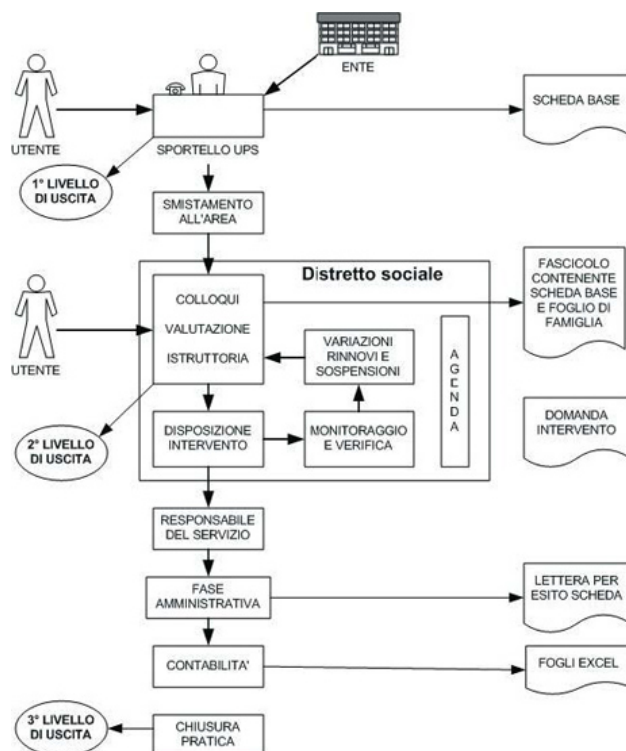 ENTE
UTENTE
SPORTELLO UPS
SCHEDA BASE
1° LIVELLO
DI USCITA
SMISTAMENTO
ALL'AREA
Distretto sociale
UTENTE
COLLOQUI
VALUTAZIONE
ISTRUTTORIA
VARIAZIONI
RINNOVI E
SOSPENSIONI
AGENDA
FASCICOLO
CONTENENTE
SCHEDA BASE
E FOGLIO DI
FAMIGLIA
2° LIVELLO
DI USCITA
DISPOSIZIONE
INTERVENTO
MONITORAGGIO
E VERIFICA
DOMANDA
INTERVENTO
RESPONSABILE
DEL SERVIZIO
FASE
AMMINISTRATIVA
LETTERA PER
ESITO SCHEDA
CONTABILITA'
FOGLI EXCEL
3° LIVELLO
DI USCITA
CHIUSURA
PRATICA